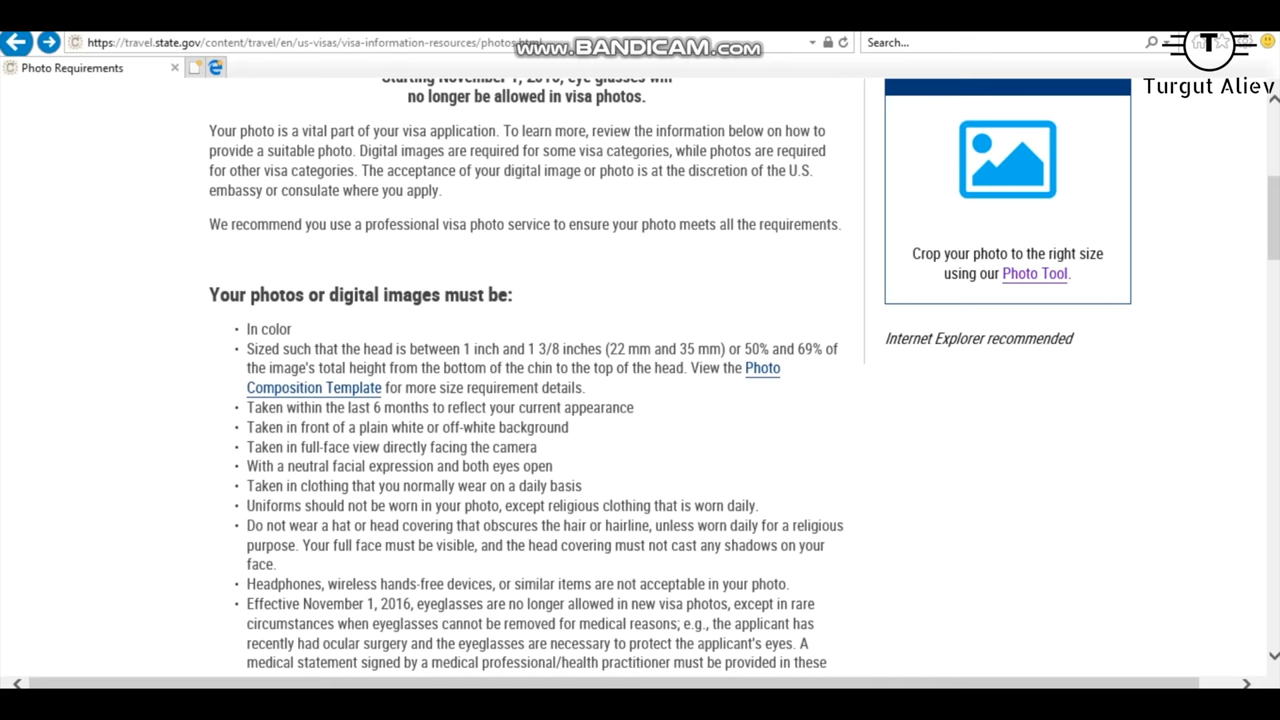 https://travel.state.gov/content/travel/en/us-visas/visa-information-resources/photos.html
www.BANDICAM.com
Search...
T
Photo Requirements
Turgut Aliev
Starting November 1, 2016, eye glasses will
no longer be allowed in visa photos.
Your photo is a vital part of your visa application. To learn more, review the information below on how to
provide a suitable photo. Digital images are required for some visa categories, while photos are required
for other visa categories. The acceptance of your digital image or photo is at the discretion of the U.S.
embassy or consulate where you apply.
We recommend you use a professional visa photo service to ensure your photo meets all the requirements.
Your photos or digital images must be:
• In color
• Sized such that the head is between 1 inch and 1 3/8 inches (22 mm and 35 mm) or 50% and 69% of
the image's total height from the bottom of the chin to the top of the head. View the Photo
Composition Template for more size requirement details.
• Taken within the last 6 months to reflect your current appearance
• Taken in front of a plain white or off-white background
• Taken in full-face view directly facing the camera
• With a neutral facial expression and both eyes open
• Taken in clothing that you normally wear on a daily basis
• Uniforms should not be worn in your photo, except religious clothing that is worn daily.
• Do not wear a hat or head covering that obscures the hair or hairline, unless worn daily for a religious
purpose. Your full face must be visible, and the head covering must not cast any shadows on your
face.
• Headphones, wireless hands-free devices, or similar items are not acceptable in your photo.
• Effective November 1, 2016, eyeglasses are no longer allowed in new visa photos, except in rare
circumstances when eyeglasses cannot be removed for medical reasons; e.g., the applicant has
recently had ocular surgery and the eyeglasses are necessary to protect the applicant's eyes. A
medical statement signed by a medical professional/health practitioner must be provided in these
Crop your photo to the right size
using our Photo Tool.
Internet Explorer recommended